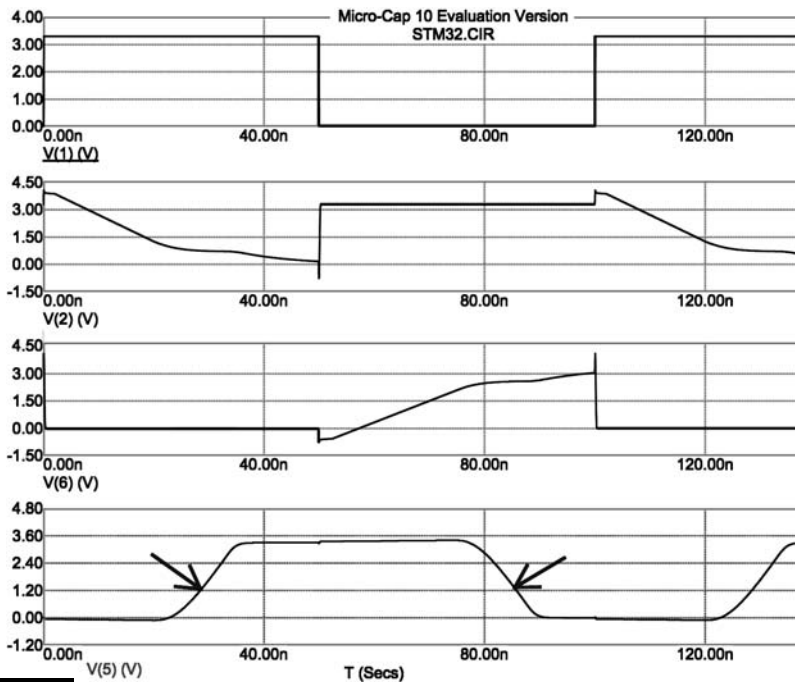 Micro-Cap 10 Evaluation Version
STM32.CIR
4.00
3.00
2.00
1.00
0.00
0.00n 40.00n 80.00n 120.00n
V(1) (V)
4.50
3.00
1.50
0.00
-1.50
0.00n 40.00n 80.00n 120.00n
V(2) (V)
4.50
3.00
1.50
0.00
-1.50
0.00n 40.00n 80.00n 120.00n
V(6) (V)
4.80
3.60
2.40
1.20
0.00
-1.20
0.00n 40.00n 80.00n 120.00n
V(5) (V) T (Secs)